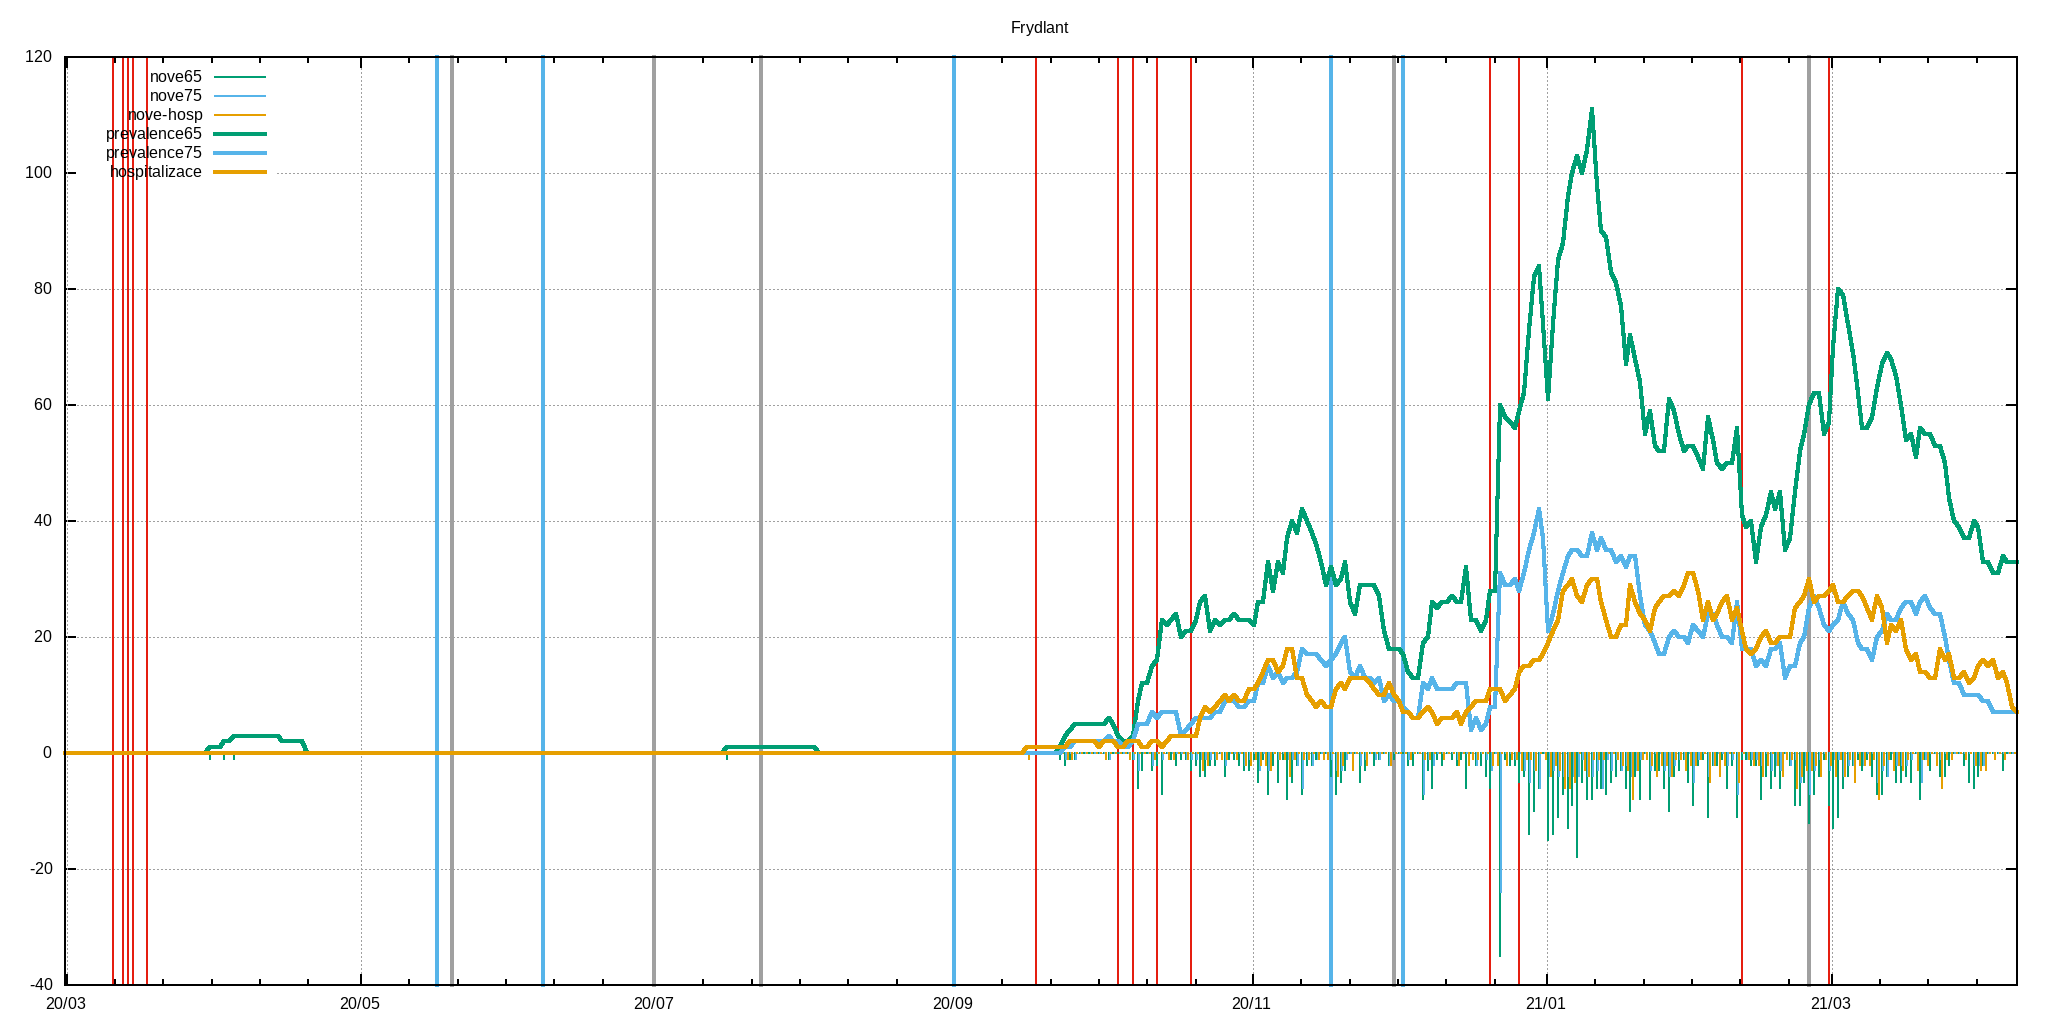 Frydlant
120
100
80
60
40
20
0
-20
-40
nove65
nove75
nove-hosp
prevalence65
prevalence75
hospitalizace
20/03 20/05 20/07 20/09 20/11 21/01 21/03